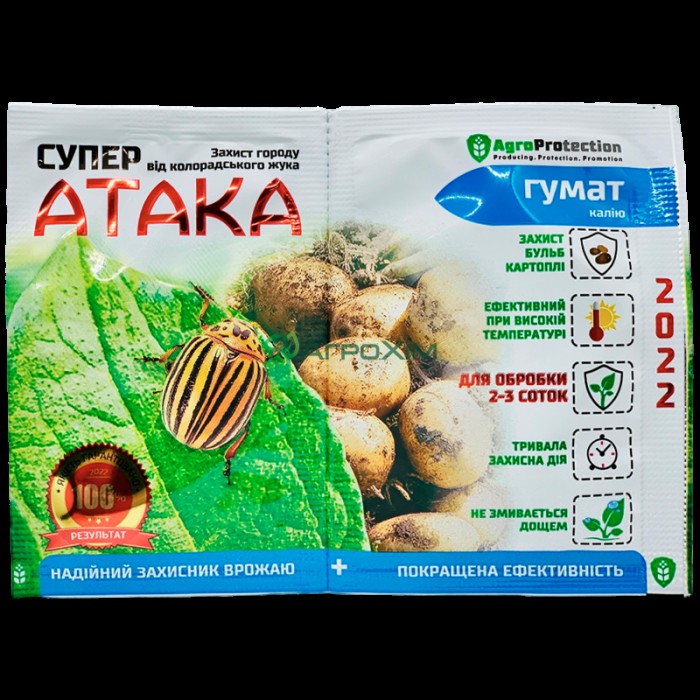 СУПЕР
Захист городу
від колорадського жука
АТАКА
AgroProtection
Producing. Protection. Promotion
гумат
калію
ЗАХИСТ
БУЛЬБ
КАРТОПЛІ
ЕФЕКТИВНИЙ
ПРИ ВИСОКІЙ
ТЕМПЕРАТУРІ
ДЛЯ ОБРОБКИ
2-3 СОТОК
ТРИВАЛА
ЗАХИСНА ДІЯ
НЕ ЗМИВАЄТЬСЯ
ДОЩЕМ
2022
АГРОХІМ
2022
100%
РЕЗУЛЬТАТ
НАДІЙНИЙ ЗАХИСНИК ВРОЖАЮ
+
ПОКРАЩЕНА ЕФЕКТИВНІСТЬ